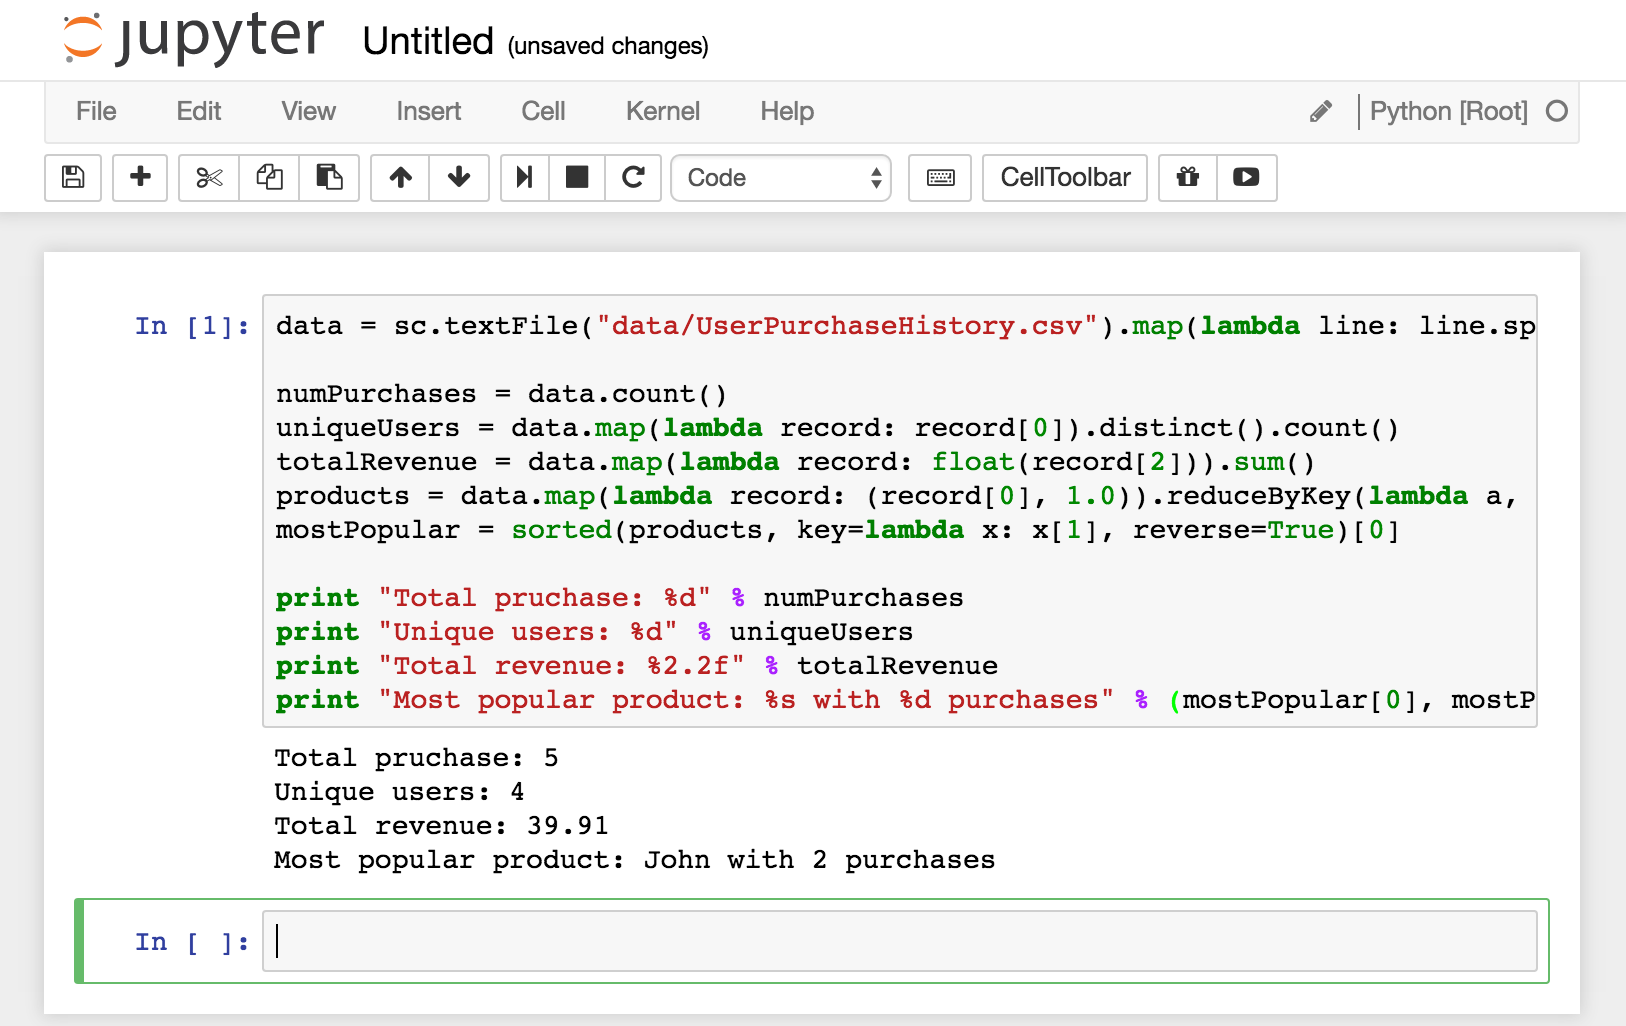 jupyter Untitled (unsaved changes)
File Edit View Insert Cell Kernel Help Python [Root]
Code CellToolbar
In [1]: data = sc.textFile("data/UserPurchaseHistory.csv").map(lambda line: line.sp
numPurchases = data.count()
uniqueUsers = data.map(lambda record: record[0]).distinct().count()
totalRevenue = data.map(lambda record: float(record[2])).sum()
products = data.map(lambda record: (record[0], 1.0)).reduceByKey(lambda a,
mostPopular = sorted(products, key=lambda x: x[1], reverse=True)[0]
print "Total pruchase: %d" % numPurchases
print "Unique users: %d" % uniqueUsers
print "Total revenue: %2.2f" % totalRevenue
print "Most popular product: %s with %d purchases" % (mostPopular[0], mostP
Total pruchase: 5
Unique users: 4
Total revenue: 39.91
Most popular product: John with 2 purchases
In [ ]: